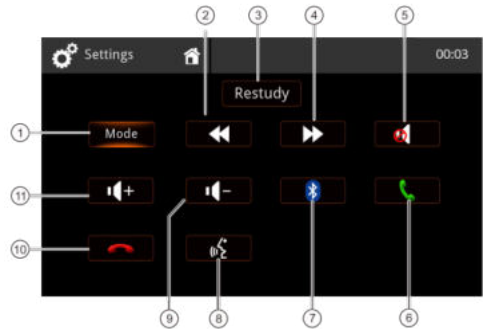 ② ③ ④ ⑤
Settings 00:03
Restudy
① Mode
⑪ + −
⑩
⑨ ⑧ ⑦ ⑥